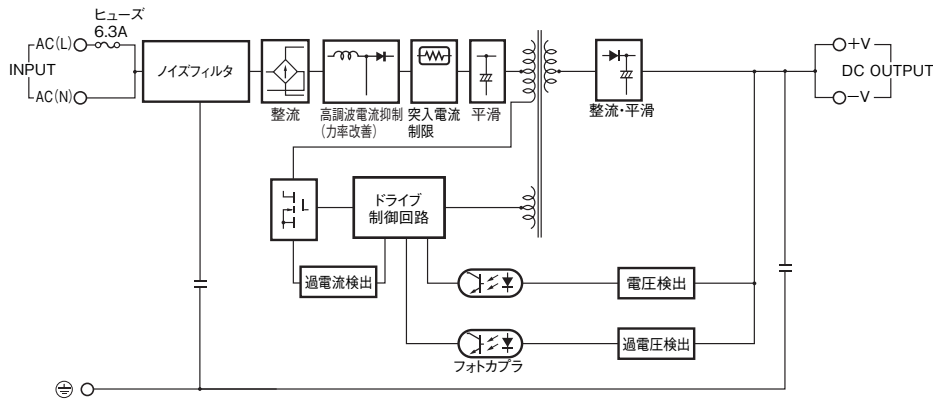 ヒューズ
6.3A
AC(L)
INPUT
AC(N)
ノイズフィルタ
整流
高調波電流抑制
(力率改善)
突入電流
制限
平滑
整流・平滑
+V
DC OUTPUT
−V
ドライブ
制御回路
過電流検出
電圧検出
過電圧検出
フォトカプラ